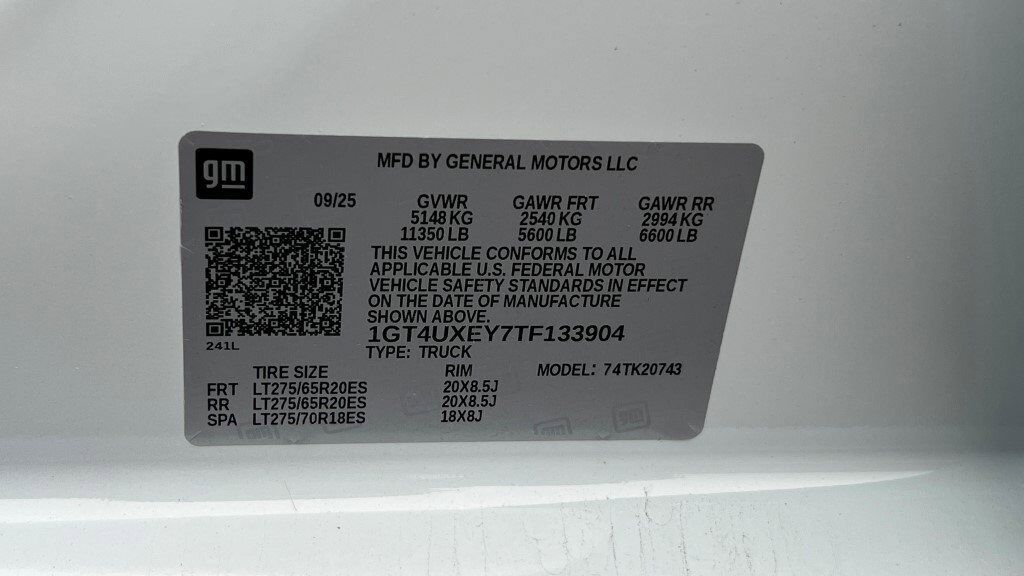 gm
MFD BY GENERAL MOTORS LLC
09/25 GVWR GAWR FRT GAWR RR
5148 KG 2540 KG 2994 KG
11350 LB 5600 LB 6600 LB
THIS VEHICLE CONFORMS TO ALL
APPLICABLE U.S. FEDERAL MOTOR
VEHICLE SAFETY STANDARDS IN EFFECT
ON THE DATE OF MANUFACTURE
SHOWN ABOVE.
1GT4UXEY7TF133904
241L
TYPE: TRUCK
TIRE SIZE RIM MODEL: 74TK20743
FRT LT275/65R20ES 20X8.5J
RR LT275/65R20ES 20X8.5J
SPA LT275/70R18ES 18X8J
gm